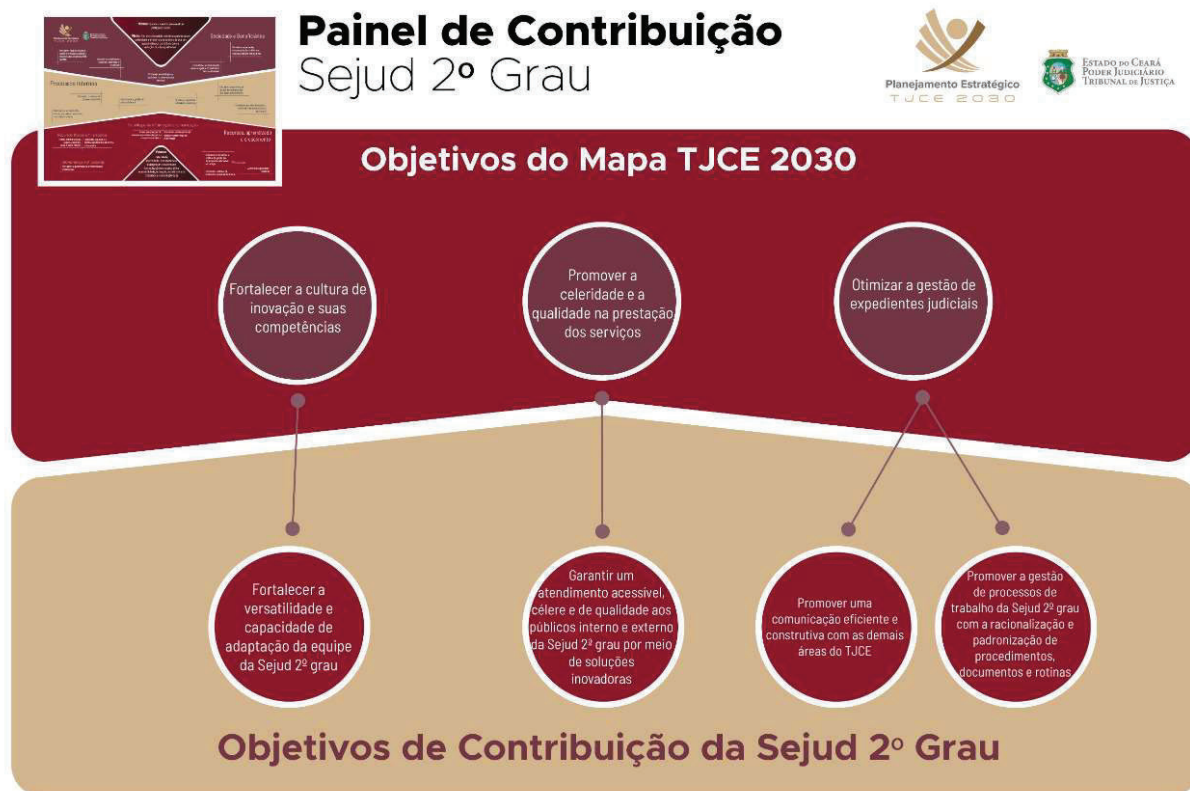 Painel de Contribuição
Sejud 2º Grau
Planejamento Estratégico
TJCE 2030
ESTADO DO CEARÁ
PODER JUDICIÁRIO
TRIBUNAL DE JUSTIÇA
Objetivos do Mapa TJCE 2030
Fortalecer a cultura de
inovação e suas
competências
Promover a
celeridade e a
qualidade na prestação
dos serviços
Otimizar a gestão de
expedientes judiciais
Fortalecer a
versatilidade e
capacidade de
adaptação da equipe
da Sejud 2º grau
Garantir um
atendimento acessível,
célere e de qualidade aos
públicos interno e externo
da Sejud 2º grau por meio
de soluções
inovadoras
Promover uma
comunicação eficiente e
construtiva com as demais
áreas do TJCE
Promover a gestão
de processos de
trabalho da Sejud 2º grau
com a racionalização e
padronização de
procedimentos,
documentos e rotinas
Objetivos de Contribuição da Sejud 2º Grau